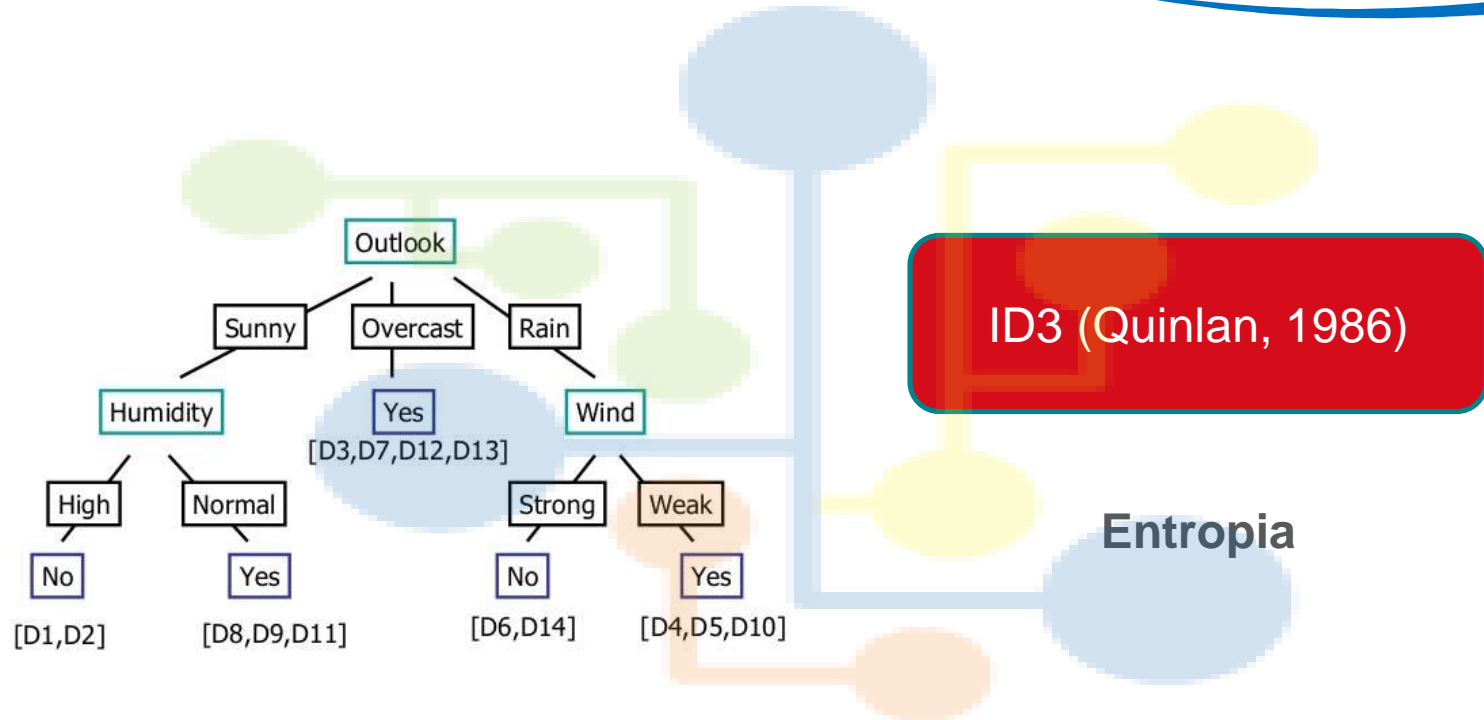 Outlook
Sunny Overcast Rain
ID3 (Quinlan, 1986)
Humidity Yes Wind
[D3,D7,D12,D13]
High Normal Strong Weak
Entropia
No Yes No Yes
[D1,D2] [D8,D9,D11] [D6,D14] [D4,D5,D10]